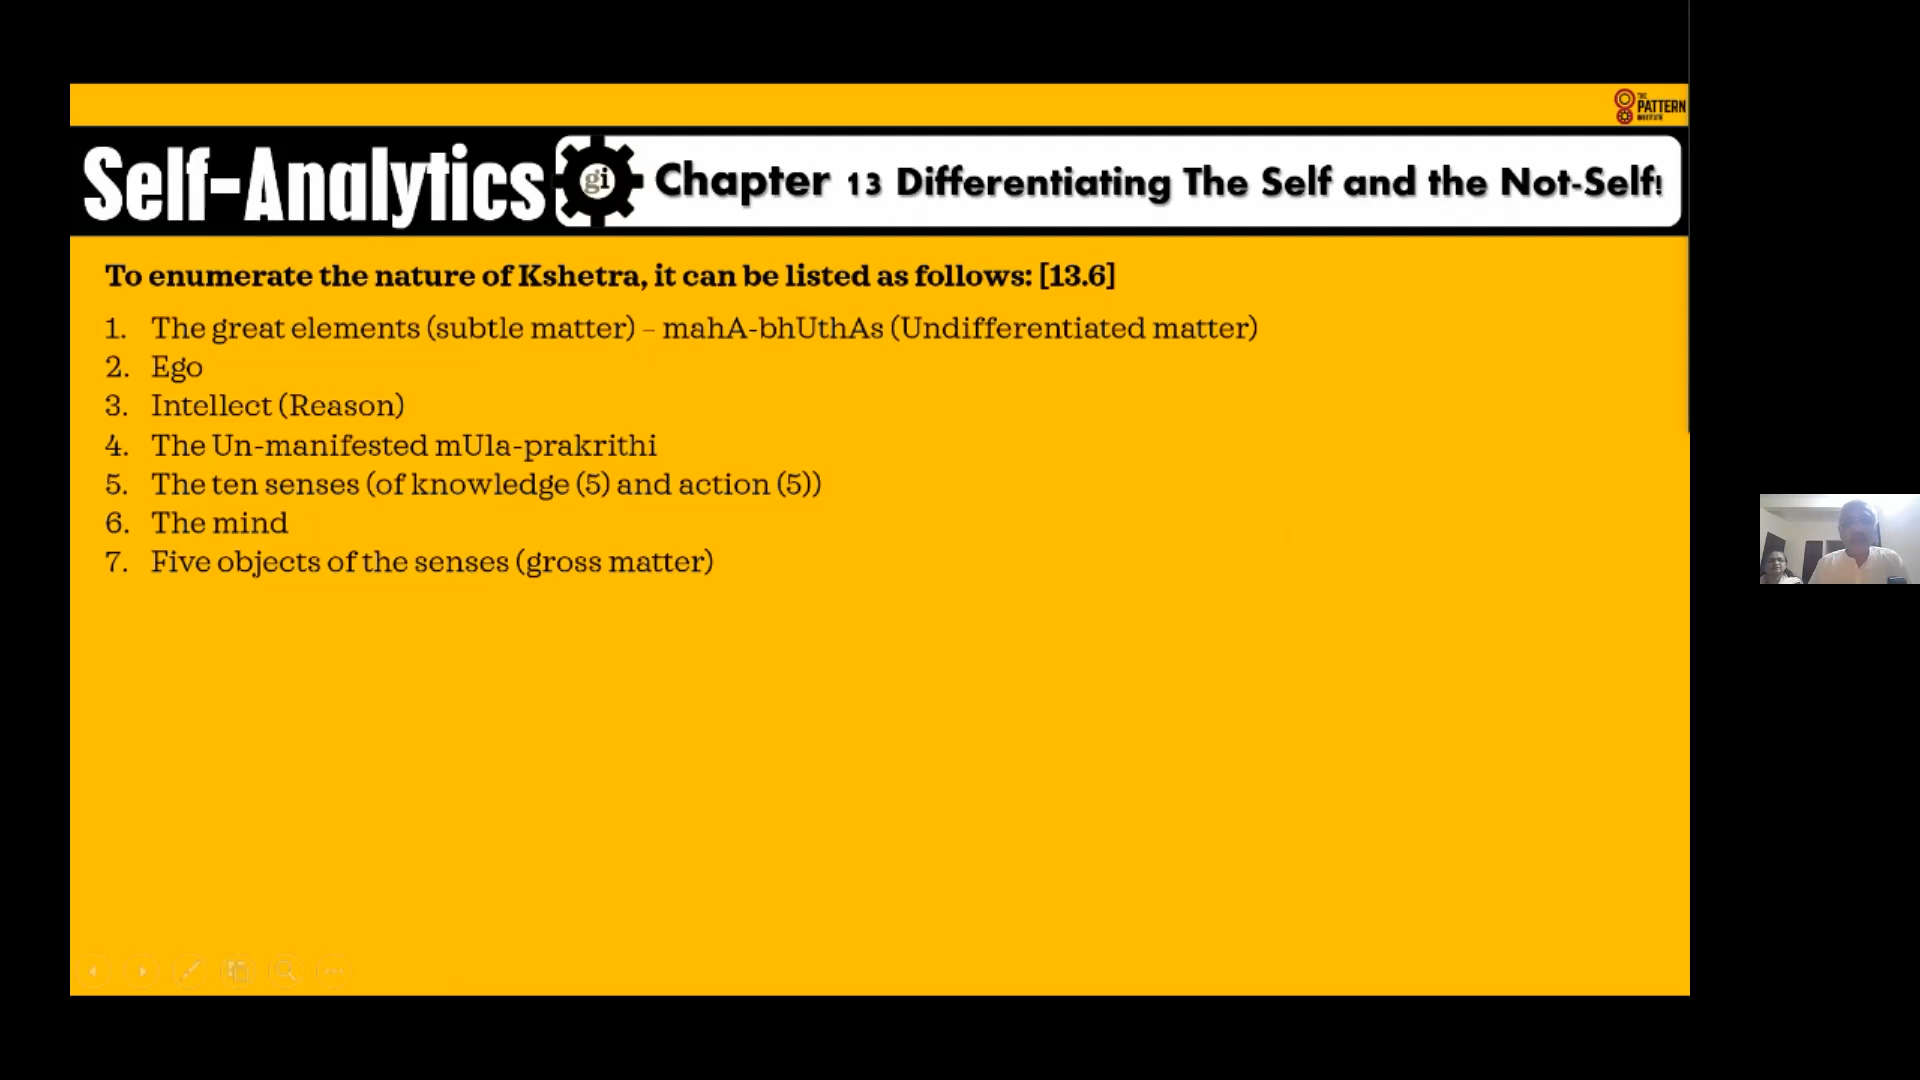 THE
PATTERN
INSTITUTE
Self-Analytics gi Chapter 13 Differentiating The Self and the Not-Self!
To enumerate the nature of Kshetra, it can be listed as follows: [13.6]
1. The great elements (subtle matter) – mahA-bhUthAs (Undifferentiated matter)
2. Ego
3. Intellect (Reason)
4. The Un-manifested mUla-prakrithi
5. The ten senses (of knowledge (5) and action (5))
6. The mind
7. Five objects of the senses (gross matter)